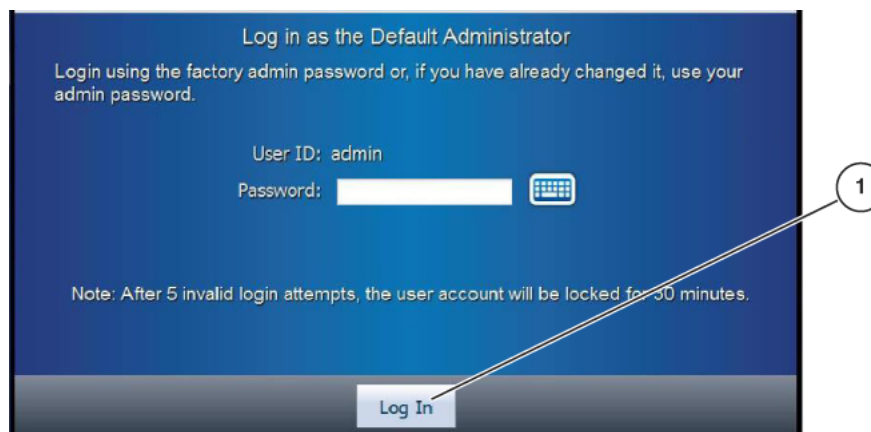 Log in as the Default Administrator
Login using the factory admin password or, if you have already changed it, use your
admin password.
User ID: admin
Password:
1
Note: After 5 invalid login attempts, the user account will be locked for 30 minutes.
Log In